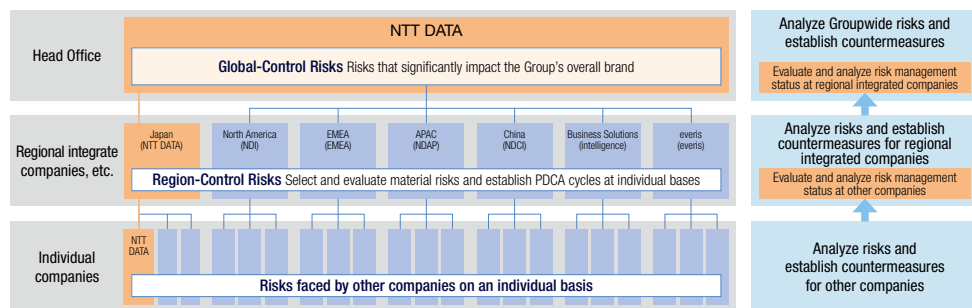 Head Office
NTT DATA
Global-Control Risks Risks that significantly impact the Group's overall brand
Analyze Groupwide risks and
establish countermeasures
Evaluate and analyze risk management
status at regional integrated companies
Regional integrate
companies, etc.
Japan
(NTT DATA)
North America
(NDI)
EMEA
(EMEA)
APAC
(NDAP)
China
(NDCI)
Business Solutions
(intelligence)
everis
(everis)
Region-Control Risks Select and evaluate material risks and establish PDCA cycles at individual bases
Analyze risks and establish
countermeasures for regional
integrated companies
Evaluate and analyze risk management
status at other companies
Individual
companies
NTT
DATA
Risks faced by other companies on an individual basis
Analyze risks and
establish countermeasures
for other companies